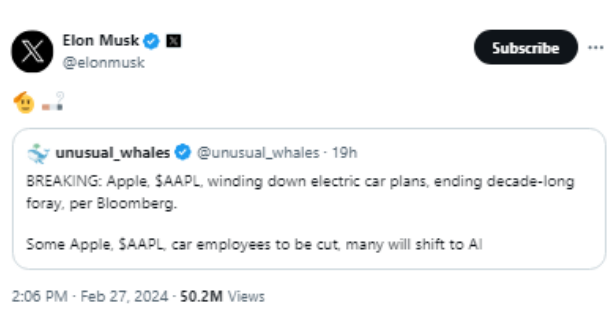 Elon Musk
@elonmusk
Subscribe
🫡 🚬
unusual_whales @unusual_whales · 19h
BREAKING: Apple, $AAPL, winding down electric car plans, ending decade-long
foray, per Bloomberg.
Some Apple, $AAPL, car employees to be cut, many will shift to AI
2:06 PM · Feb 27, 2024 · 50.2M Views